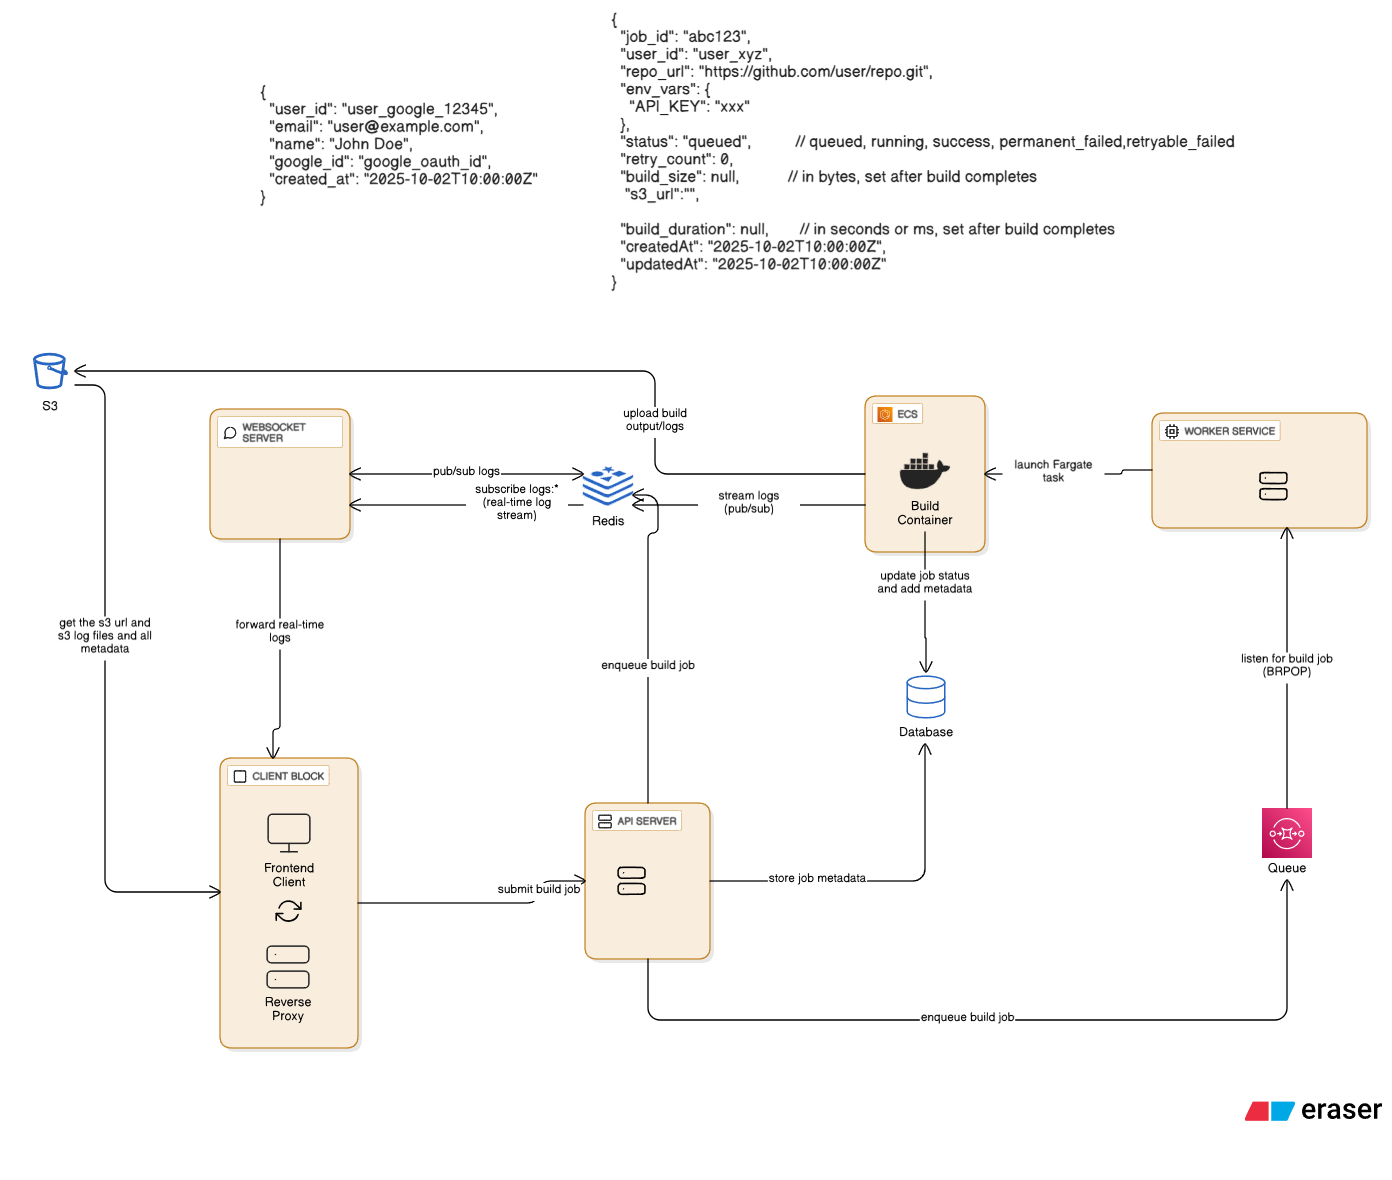 {
"user_id": "user_google_12345",
"email": "user@example.com",
"name": "John Doe",
"google_id": "google_oauth_id",
"created_at": "2025-10-02T10:00:00Z"
}
{
"job_id": "abc123",
"user_id": "user_xyz",
"repo_url": "https://github.com/user/repo.git",
"env_vars": {
"API_KEY": "xxx"
},
"status": "queued", // queued, running, success, permanent_failed,retryable_failed
"retry_count": 0,
"build_size": null, // in bytes, set after build completes
"s3_url":"",
"build_duration": null, // in seconds or ms, set after build completes
"createdAt": "2025-10-02T10:00:00Z",
"updatedAt": "2025-10-02T10:00:00Z"
}
S3
WEBSOCKET
SERVER
pub/sub logs
subscribe logs:*
(real-time log
stream)
Redis
upload build
output/logs
stream logs
(pub/sub)
ECS
Build
Container
launch Fargate
task
WORKER SERVICE
update job status
and add metadata
get the s3 url and
s3 log files and all
metadata
forward real-time
logs
enqueue build job
listen for build job
(BRPOP)
Database
CLIENT BLOCK
Frontend
Client
Reverse
Proxy
submit build job
API SERVER
store job metadata
Queue
enqueue build job
eraser